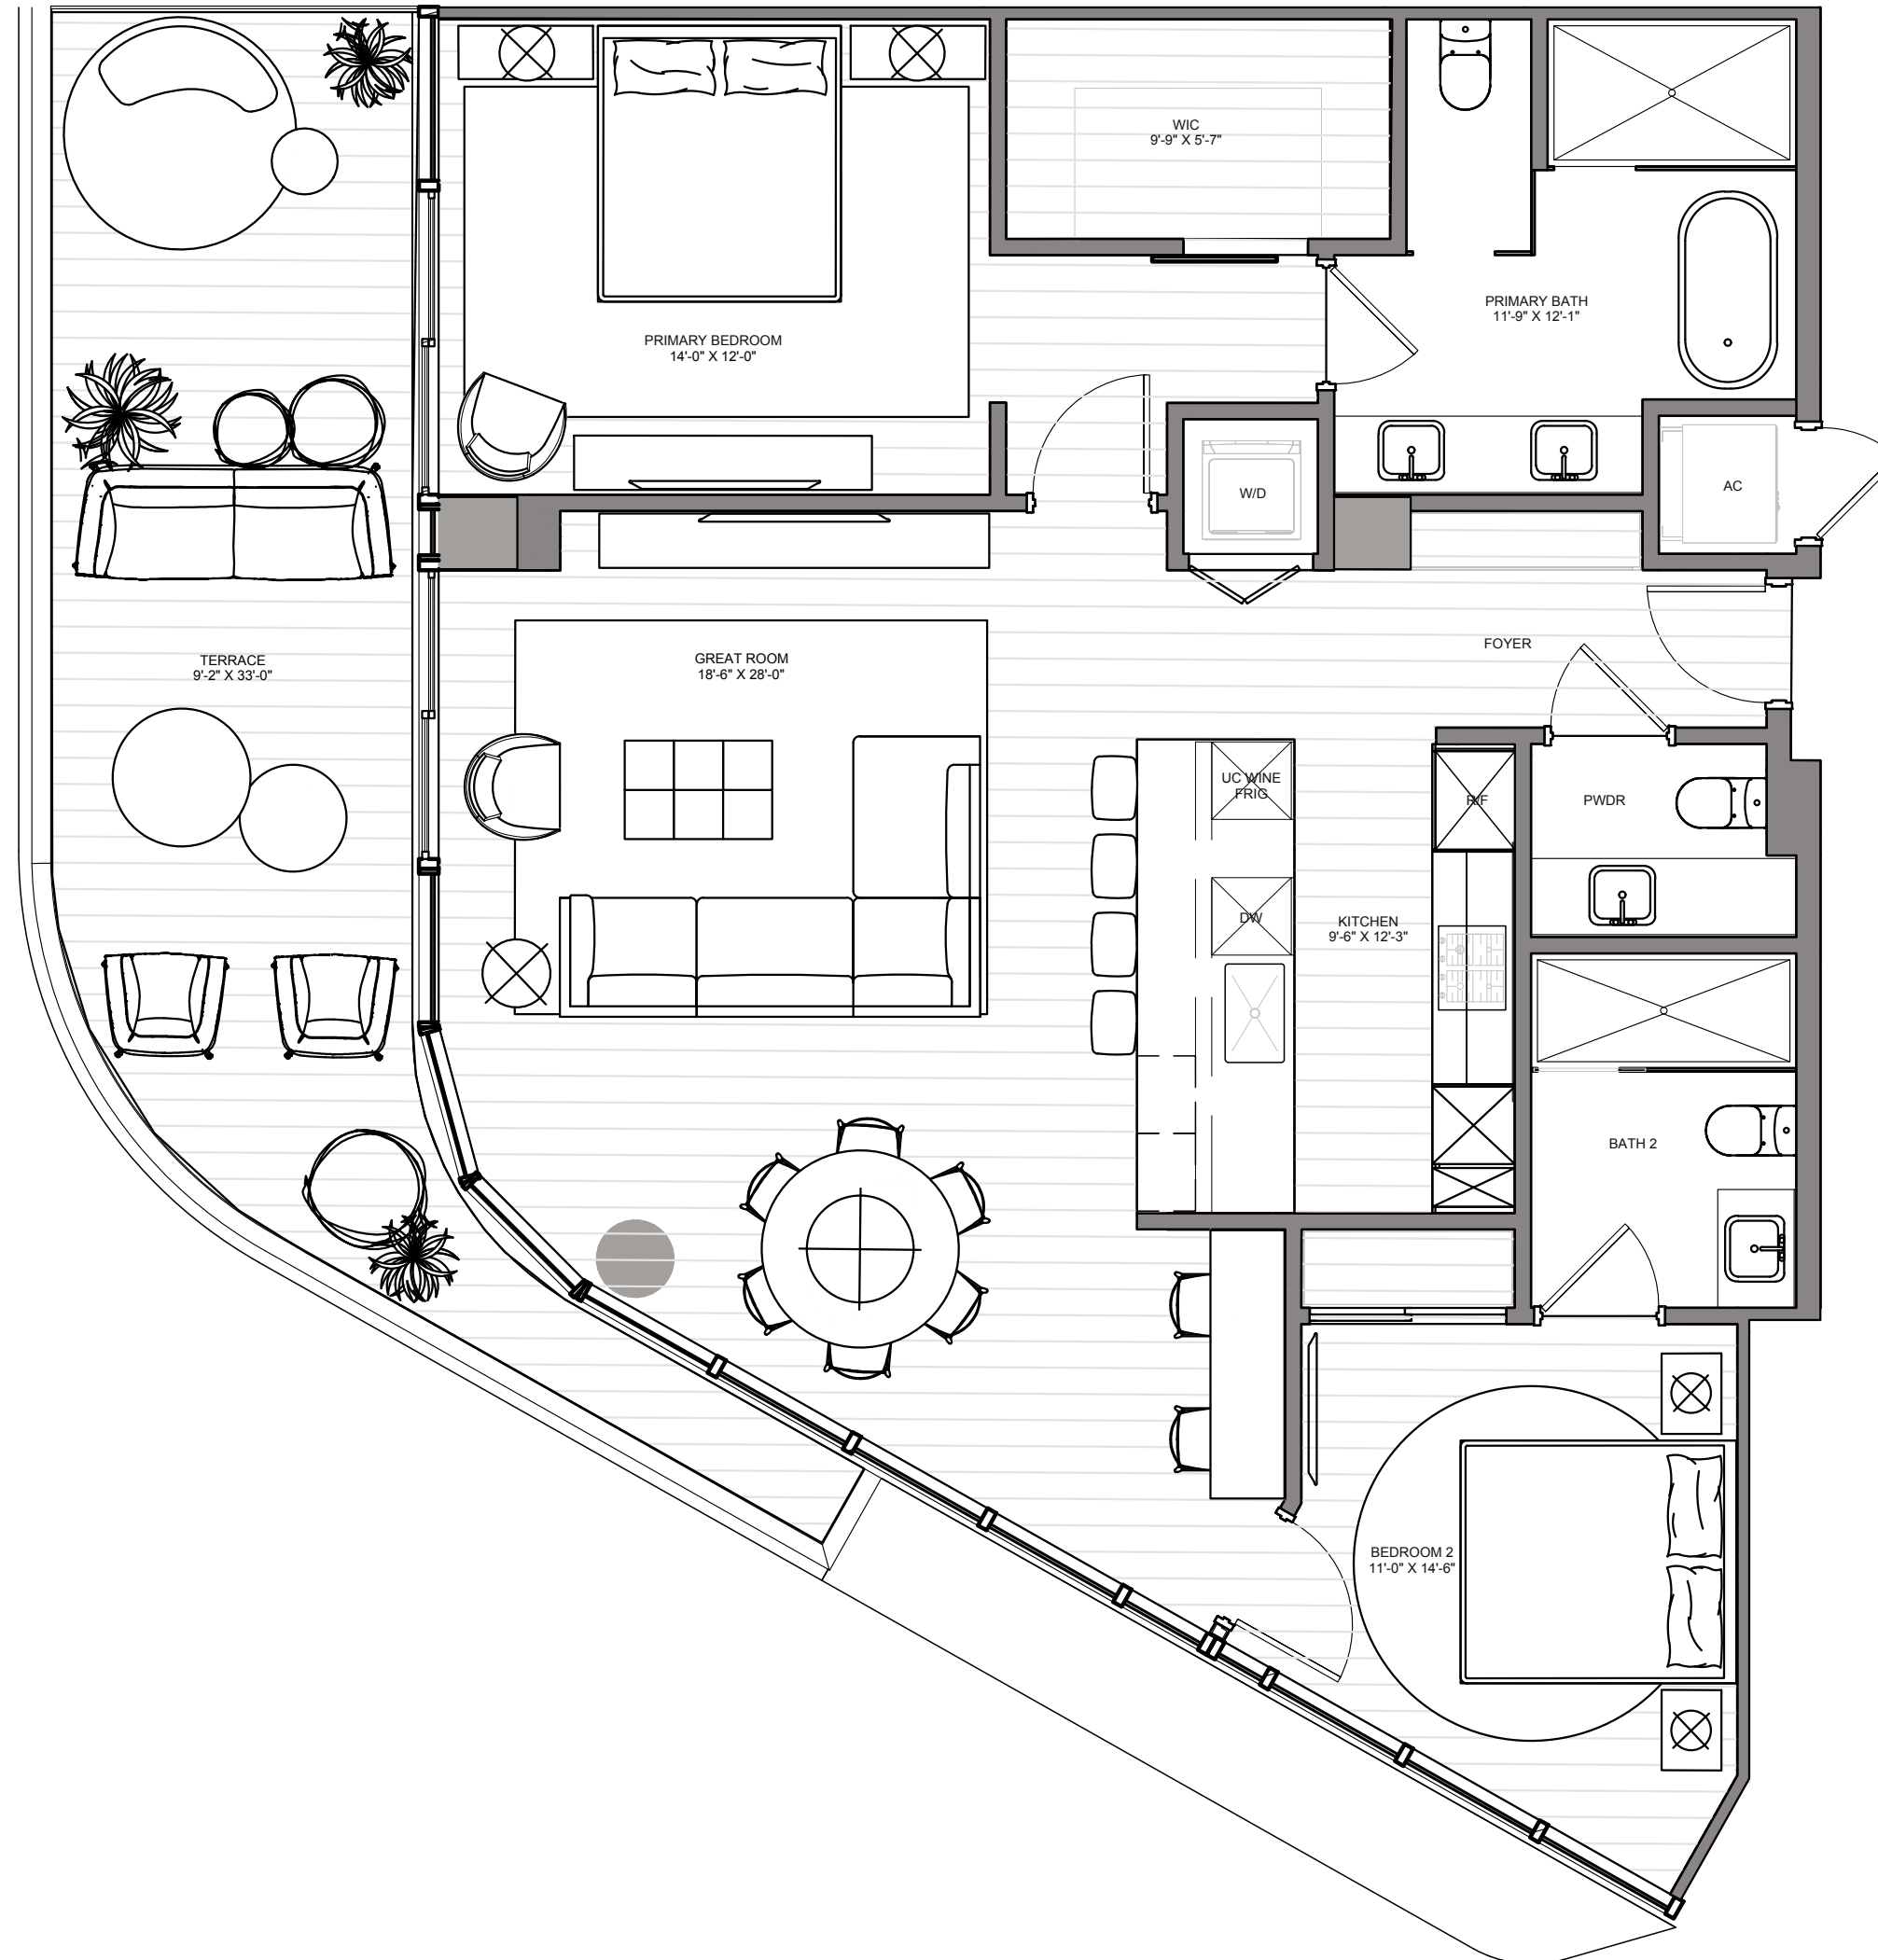 WIC
9'-9" X 5'-7"
PRIMARY BATH
11'-9" X 12'-1"
PRIMARY BEDROOM
14'-0" X 12'-0"
W/D
AC
FOYER
TERRACE
9'-2" X 33'-0"
GREAT ROOM
18'-6" X 28'-0"
UC WINE
FRIG
R/F
PWDR
DW
KITCHEN
9'-6" X 12'-3"
BATH 2
BEDROOM 2
11'-0" X 14'-6"